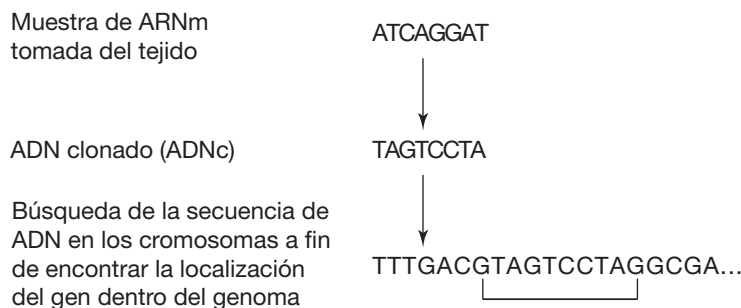 Muestra de ARNm
tomada del tejido
ATCAGGAT
ADN clonado (ADNc)
TAGTCCTA
Búsqueda de la secuencia de
ADN en los cromosomas a fin
de encontrar la localización
del gen dentro del genoma
TTTGACGTAGTCCTAGGCGA...